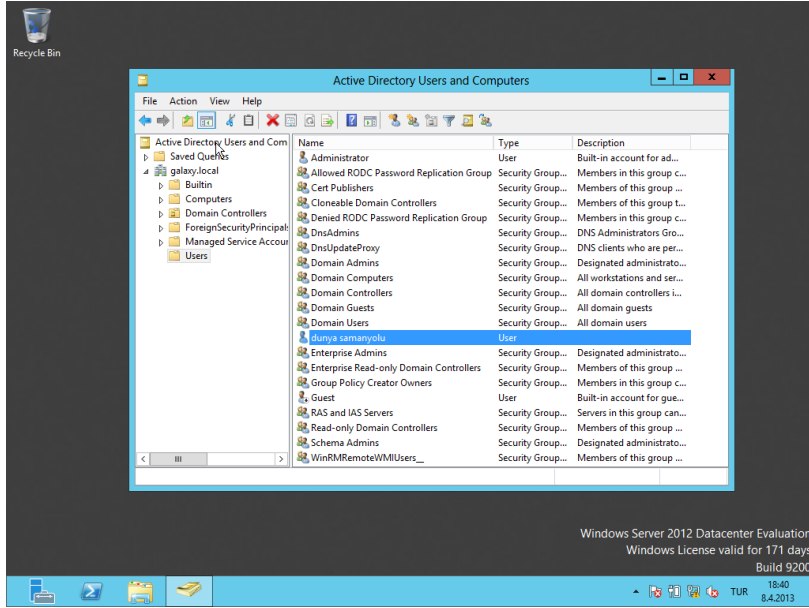 Recycle Bin
Active Directory Users and Computers
File Action View Help
Active Directory Users and Com
Saved Queries
galaxy.local
Builtin
Computers
Domain Controllers
ForeignSecurityPrincipals
Managed Service Accour
Users
Name Type Description
Administrator User Built-in account for ad...
Allowed RODC Password Replication Group Security Group... Members in this group c...
Cert Publishers Security Group... Members of this group ...
Cloneable Domain Controllers Security Group... Members of this group t...
Denied RODC Password Replication Group Security Group... Members in this group c...
DnsAdmins Security Group... DNS Administrators Gro...
DnsUpdateProxy Security Group... DNS clients who are per...
Domain Admins Security Group... Designated administrato...
Domain Computers Security Group... All workstations and ser...
Domain Controllers Security Group... All domain controllers i...
Domain Guests Security Group... All domain guests
Domain Users Security Group... All domain users
dunya samanyolu User
Enterprise Admins Security Group... Designated administrato...
Enterprise Read-only Domain Controllers Security Group... Members of this group ...
Group Policy Creator Owners Security Group... Members in this group c...
Guest User Built-in account for gue...
RAS and IAS Servers Security Group... Servers in this group can...
Read-only Domain Controllers Security Group... Members of this group ...
Schema Admins Security Group... Designated administrato...
WinRMRemoteWMIUsers__ Security Group... Members of this group ...
Windows Server 2012 Datacenter Evaluation
Windows License valid for 171 days
Build 9200
TUR
18:40
8.4.2013